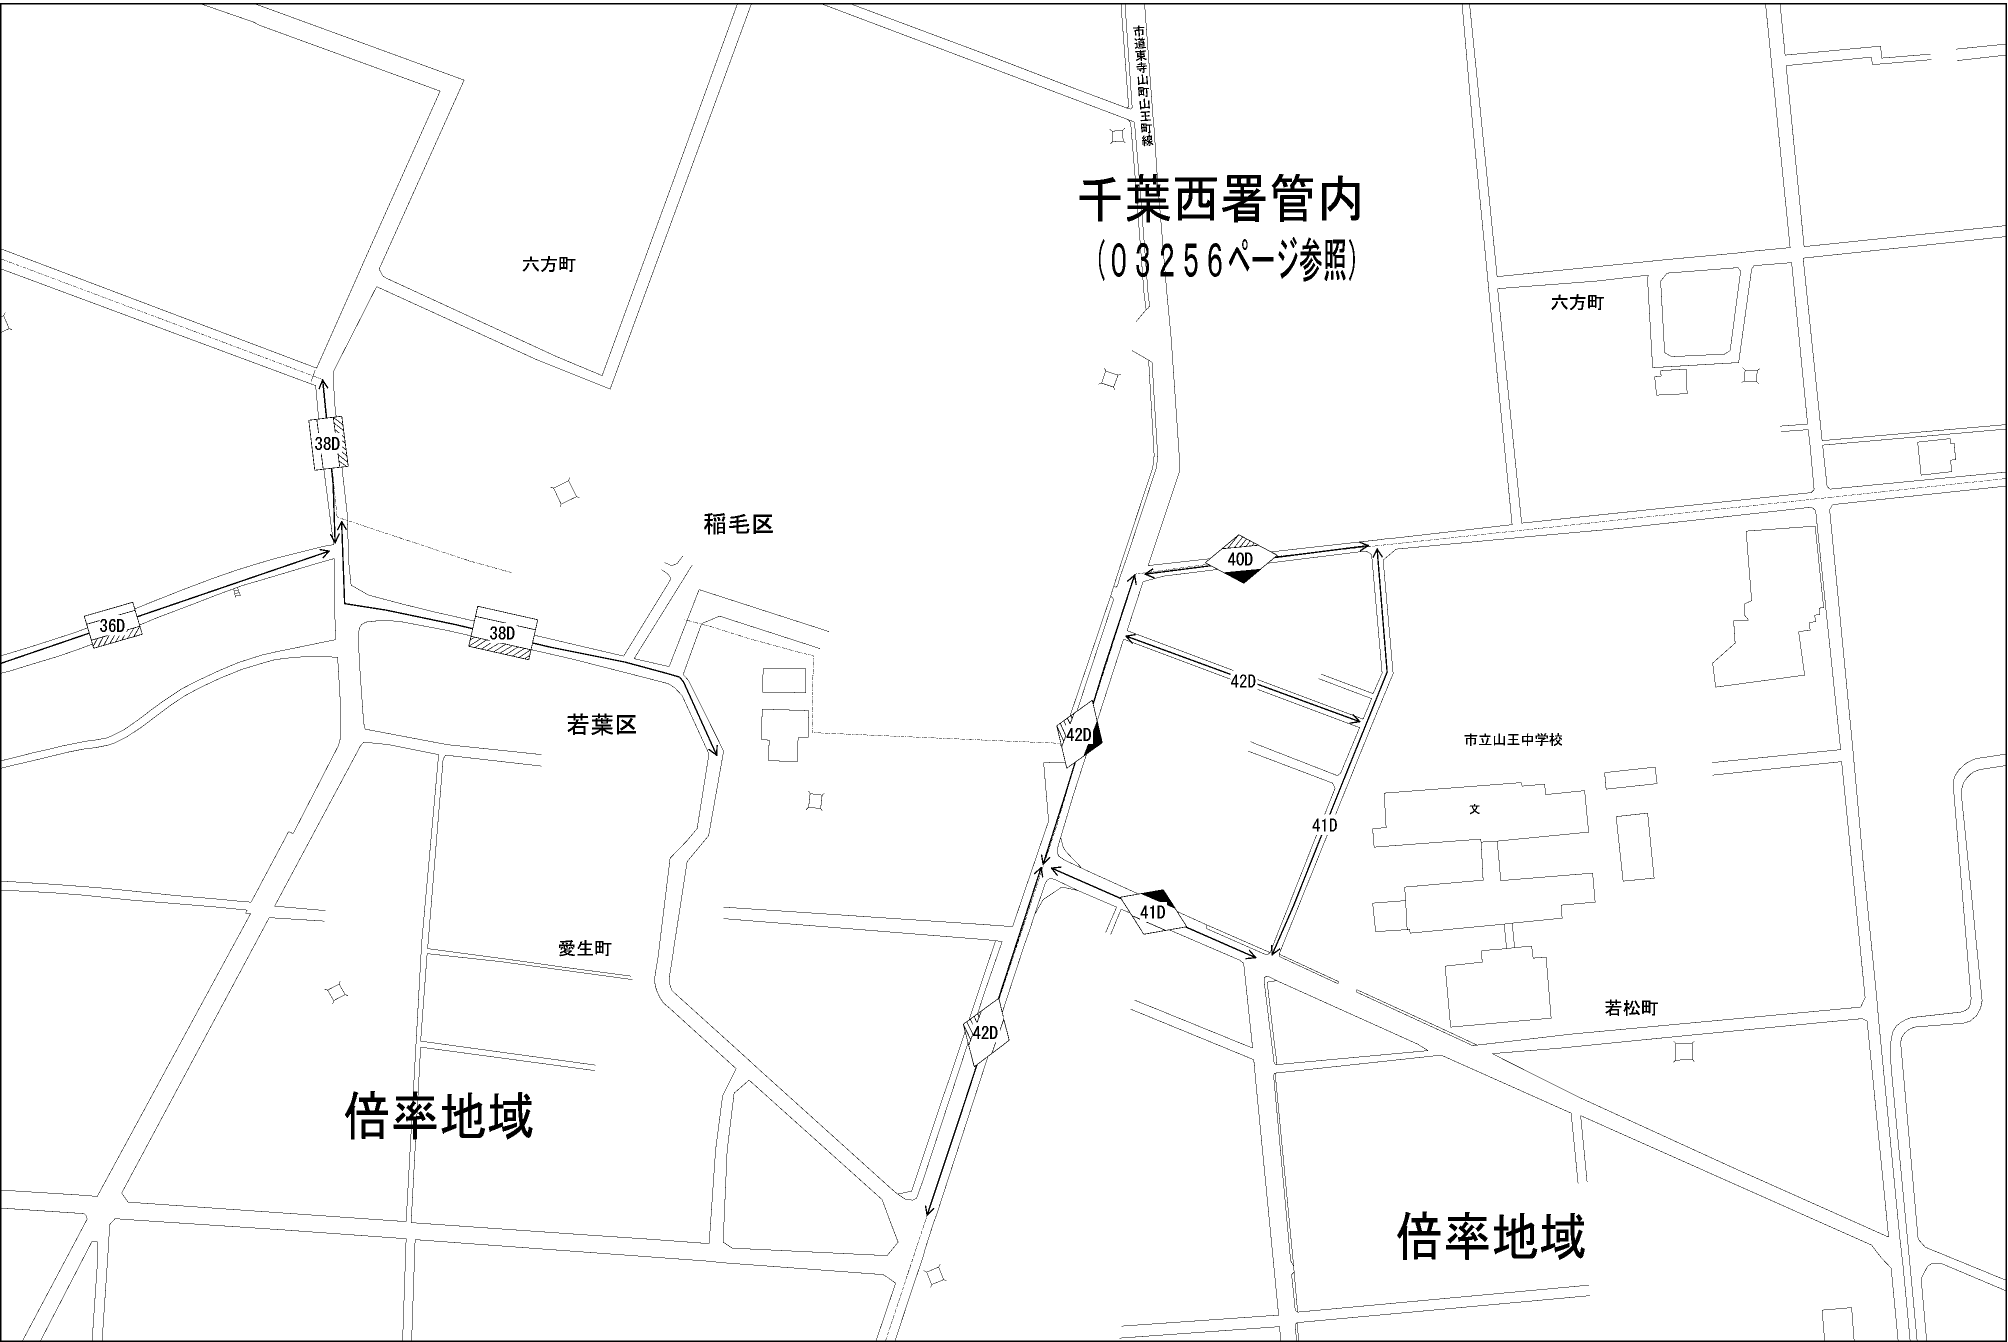 市道東寺山町山王町線
千葉西署管内
（０３２５６ページ参照）
六方町
六方町
38D
稲毛区
40D
36D
38D
42D
若葉区
42D
市立山王中学校
文
41D
41D
愛生町
若松町
42D
倍率地域
倍率地域